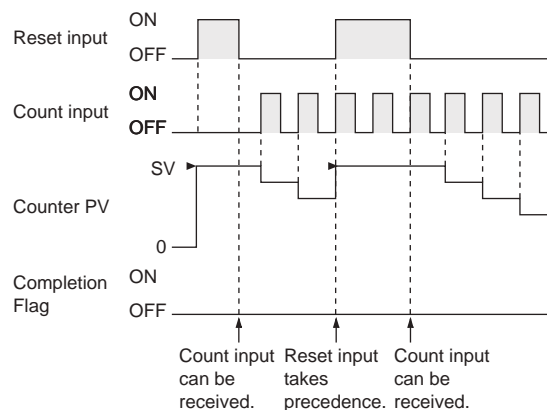 Reset input
ON
OFF
Count input
ON
OFF
Counter PV
SV
0
Completion
Flag
ON
OFF
Count input
can be
received.
Reset input
takes
precedence.
Count input
can be
received.